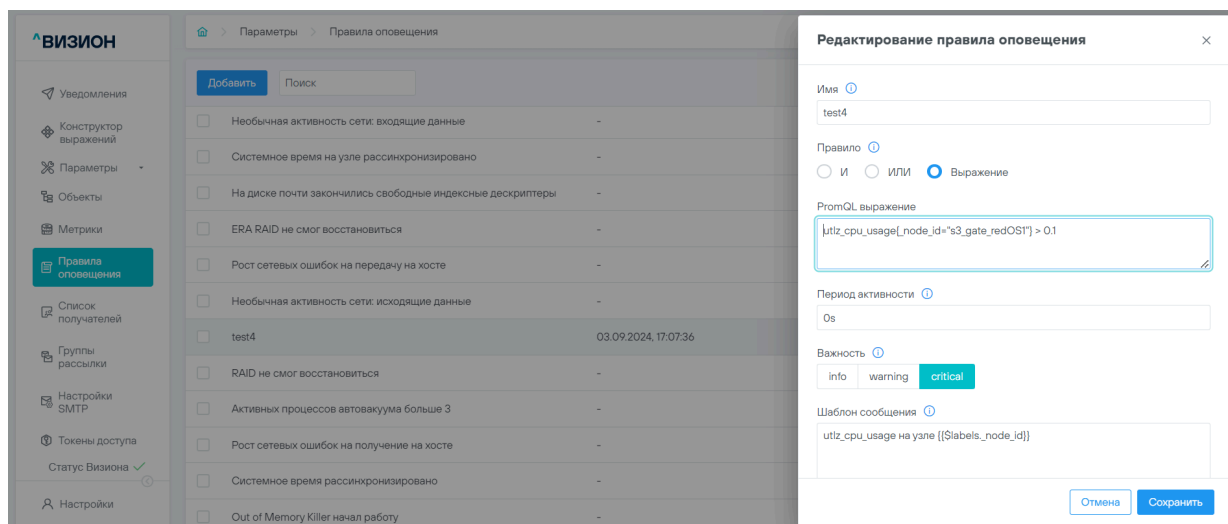 ^ВИЗИОН
Уведомления
Конструктор
выражений
Параметры
Объекты
Метрики
Правила
оповещения
Список
получателей
Группы
рассылки
Настройки
SMTP
Токены доступа
Статус Визиона
Настройки
Параметры > Правила оповещения
Добавить Поиск
Необычная активность сети: входящие данные -
Системное время на узле рассинхронизировано -
На диске почти закончились свободные индексные дескрипторы -
ERA RAID не смог восстановиться -
Рост сетевых ошибок на передачу на хосте -
Необычная активность сети: исходящие данные -
test4 03.09.2024, 17:07:36
RAID не смог восстановиться -
Активных процессов автовакуума больше 3 -
Рост сетевых ошибок на получение на хосте -
Системное время рассинхронизировано -
Out of Memory Killer начал работу -
Редактирование правила оповещения
Имя
test4
Правило
И ИЛИ Выражение
PromQL выражение
utlz_cpu_usage{_node_id="s3_gate_redOS1"} > 0.1
Период активности
0s
Важность
info warning critical
Шаблон сообщения
utlz_cpu_usage на узле {{$labels._node_id}}
Отмена Сохранить